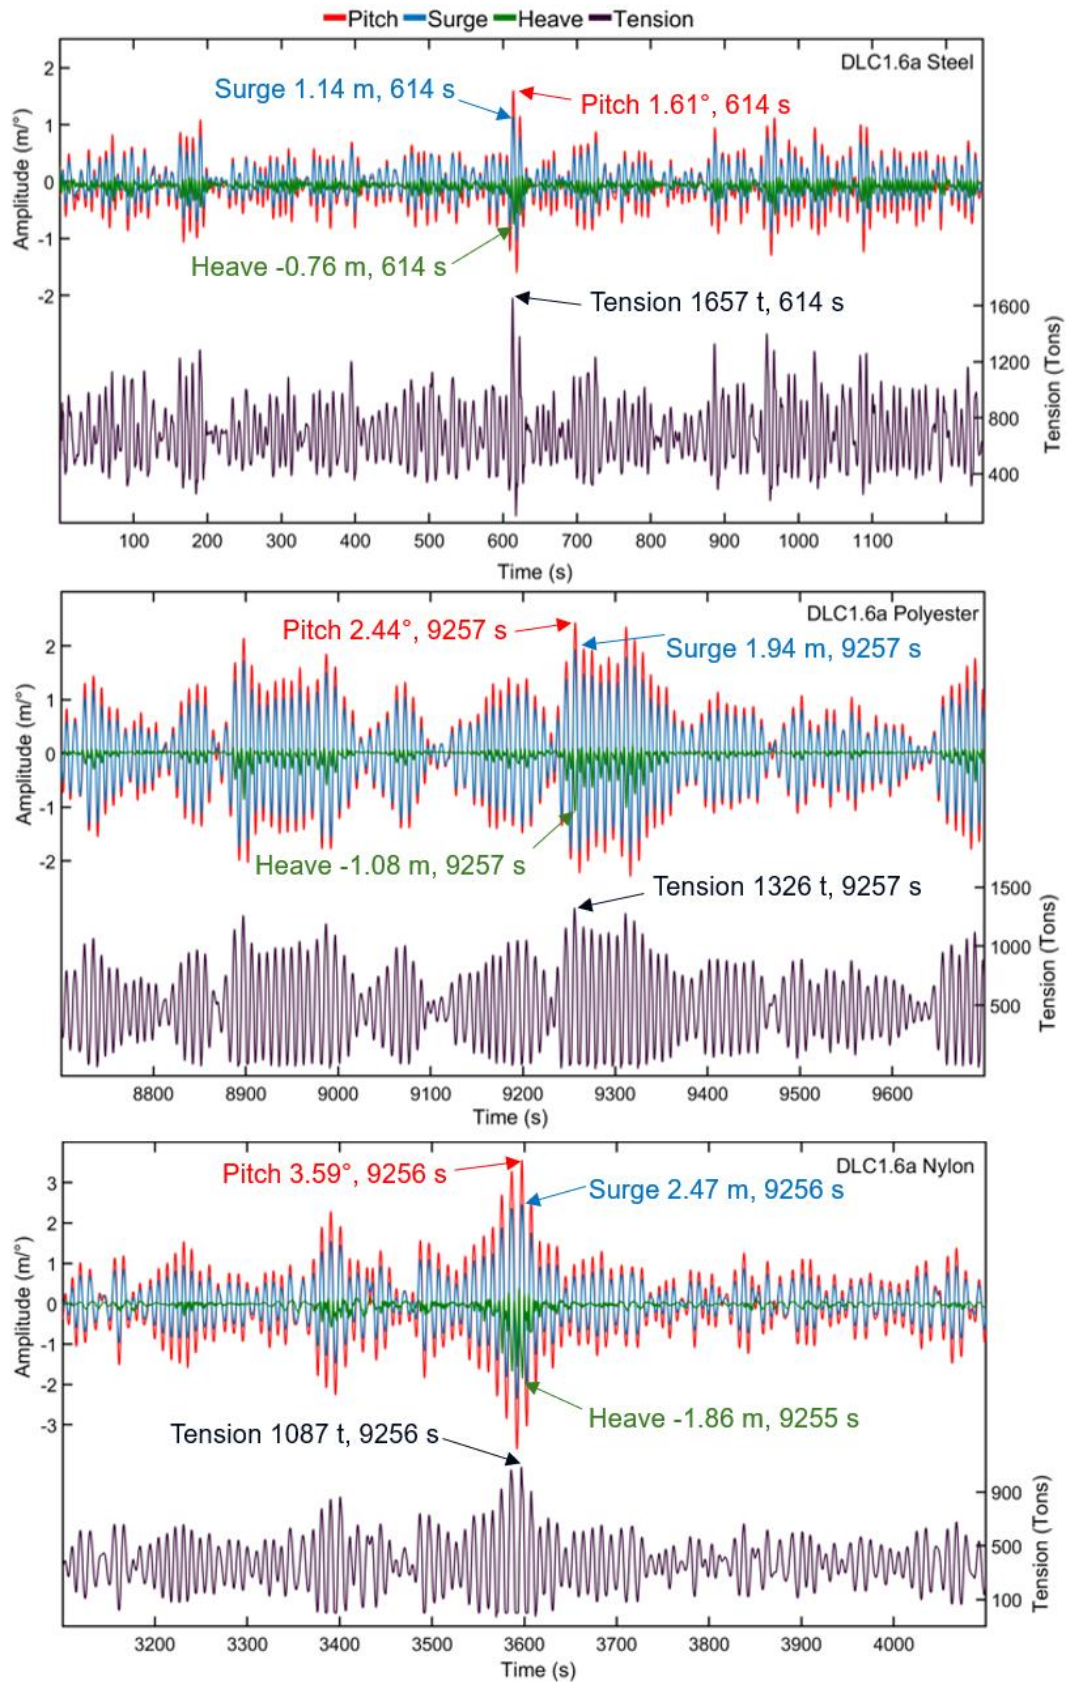 Pitch Surge Heave Tension
DLC1.6a Steel
Surge 1.14 m, 614 s
Pitch 1.61°, 614 s
Heave -0.76 m, 614 s
Tension 1657 t, 614 s
Amplitude (m/°)
2
1
0
-1
-2
Tension (Tons)
1600
1200
800
400
100 200 300 400 500 600 700 800 900 1000 1100
Time (s)
DLC1.6a Polyester
Pitch 2.44°, 9257 s
Surge 1.94 m, 9257 s
Heave -1.08 m, 9257 s
Tension 1326 t, 9257 s
Amplitude (m/°)
2
1
0
-1
-2
Tension (Tons)
1500
1000
500
8800 8900 9000 9100 9200 9300 9400 9500 9600
Time (s)
DLC1.6a Nylon
Pitch 3.59°, 9256 s
Surge 2.47 m, 9256 s
Heave -1.86 m, 9255 s
Tension 1087 t, 9256 s
Amplitude (m/°)
3
2
1
0
-1
-2
-3
Tension (Tons)
900
500
100
3200 3300 3400 3500 3600 3700 3800 3900 4000
Time (s)